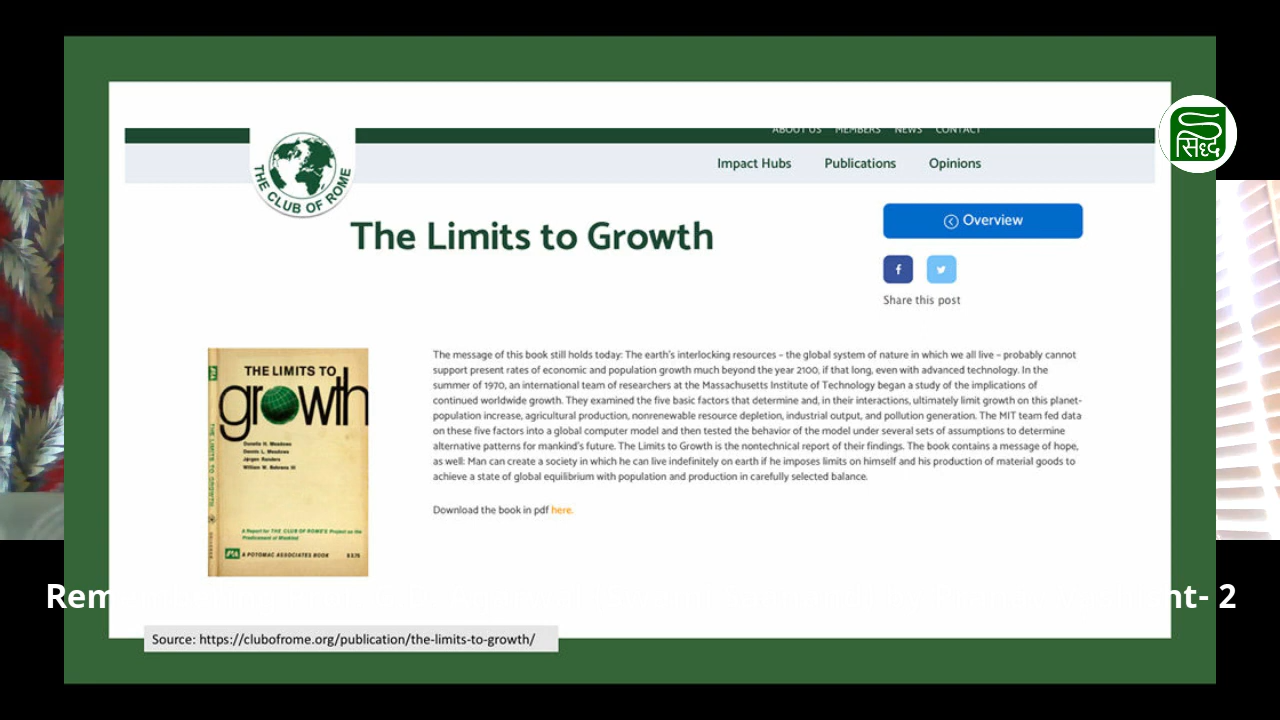 ABOUT US MEMBERS NEWS CONTACT
सिध्द
Impact Hubs Publications Opinions
THE CLUB OF ROME
The Limits to Growth
Overview
Share this post
THE LIMITS TO
growth
Donella H. Meadows
Dennis L. Meadows
Jørgen Randers
William W. Behrens III
THE LIMITS TO GROWTH
A Report for THE CLUB OF ROME'S Project on the
Predicament of Mankind
A POTOMAC ASSOCIATES BOOK
The message of this book still holds today: The earth's interlocking resources – the global system of nature in which we all live – probably cannot
support present rates of economic and population growth much beyond the year 2100, if that long, even with advanced technology. In the
summer of 1970, an international team of researchers at the Massachusetts Institute of Technology began a study of the implications of
continued worldwide growth. They examined the five basic factors that determine and, in their interactions, ultimately limit growth on this planet-
population increase, agricultural production, nonrenewable resource depletion, industrial output, and pollution generation. The MIT team fed data
on these five factors into a global computer model and then tested the behavior of the model under several sets of assumptions to determine
alternative patterns for mankind's future. The Limits to Growth is the nontechnical report of their findings. The book contains a message of hope,
as well: Man can create a society in which he can live indefinitely on earth if he imposes limits on himself and his production of material goods to
achieve a state of global equilibrium with population and production in carefully selected balance.
Download the book in pdf here.
2
Source: https://clubofrome.org/publication/the-limits-to-growth/